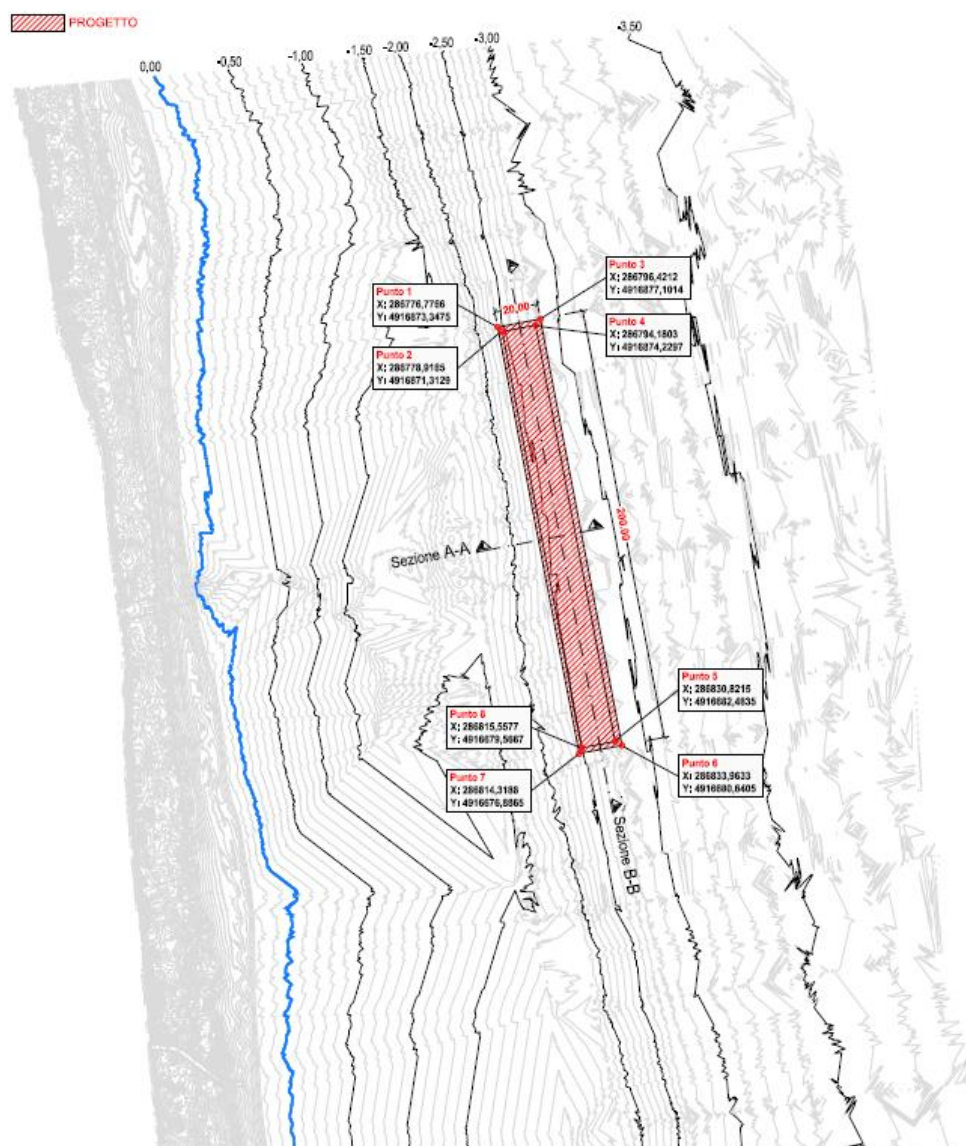 PROGETTO
0,00
-0,50
-1,00
-1,50
-2,00
-2,50
-3,00
-3,50
Punto 1
X: 286776,7786
Y: 4916873,3475
Punto 2
X: 286778,9185
Y: 4916871,3126
20,00
Punto 3
X: 286796,4212
Y: 4916877,1014
Punto 4
X: 286794,1803
Y: 4916874,2297
200,00
Sezione A-A
Punto 5
X: 286830,8215
Y: 4916682,4835
Punto 6
X: 286833,9633
Y: 4916680,6405
Punto 8
X: 286815,5577
Y: 4916679,5667
Punto 7
X: 286814,3188
Y: 4916676,8865
Sezione B-B